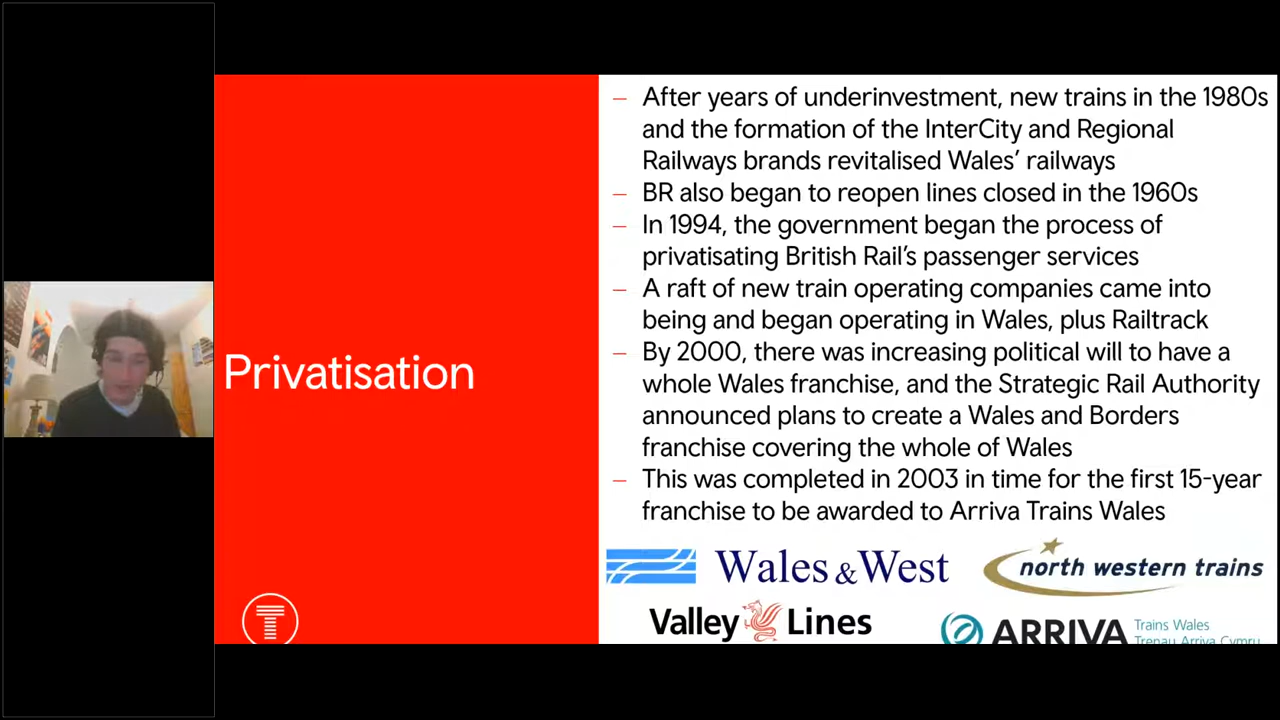 Privatisation
– After years of underinvestment, new trains in the 1980s
and the formation of the InterCity and Regional
Railways brands revitalised Wales’ railways
– BR also began to reopen lines closed in the 1960s
– In 1994, the government began the process of
privatisating British Rail’s passenger services
– A raft of new train operating companies came into
being and began operating in Wales, plus Railtrack
– By 2000, there was increasing political will to have a
whole Wales franchise, and the Strategic Rail Authority
announced plans to create a Wales and Borders
franchise covering the whole of Wales
– This was completed in 2003 in time for the first 15-year
franchise to be awarded to Arriva Trains Wales
Wales & West
north western trains
Valley Lines
ARRIVA Trains Wales
Trenau Arriva Cymru
T